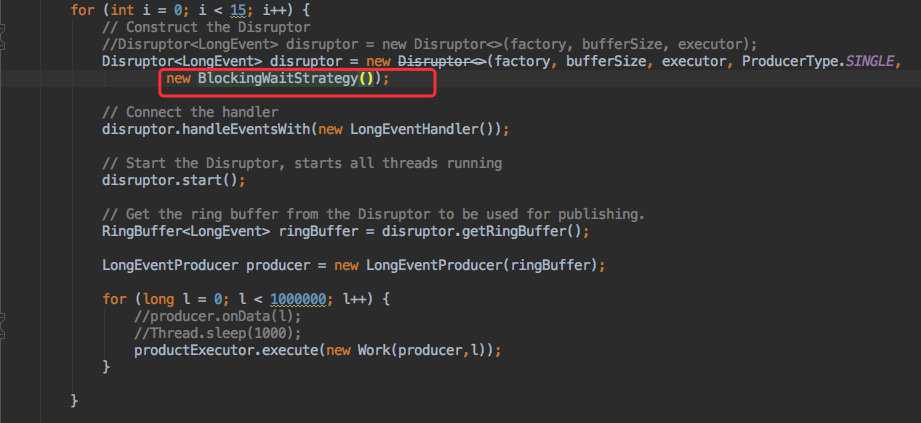 for (int i = 0; i < 15; i++) {
// Construct the Disruptor
//Disruptor<LongEvent> disruptor = new Disruptor<>(factory, bufferSize, executor);
Disruptor<LongEvent> disruptor = new Disruptor<>(factory, bufferSize, executor, ProducerType.SINGLE,
new BlockingWaitStrategy());
// Connect the handler
disruptor.handleEventsWith(new LongEventHandler());
// Start the Disruptor, starts all threads running
disruptor.start();
// Get the ring buffer from the Disruptor to be used for publishing.
RingBuffer<LongEvent> ringBuffer = disruptor.getRingBuffer();
LongEventProducer producer = new LongEventProducer(ringBuffer);
for (long l = 0; l < 1000000; l++) {
//producer.onData(l);
//Thread.sleep(1000);
productExecutor.execute(new Work(producer,l));
}
}